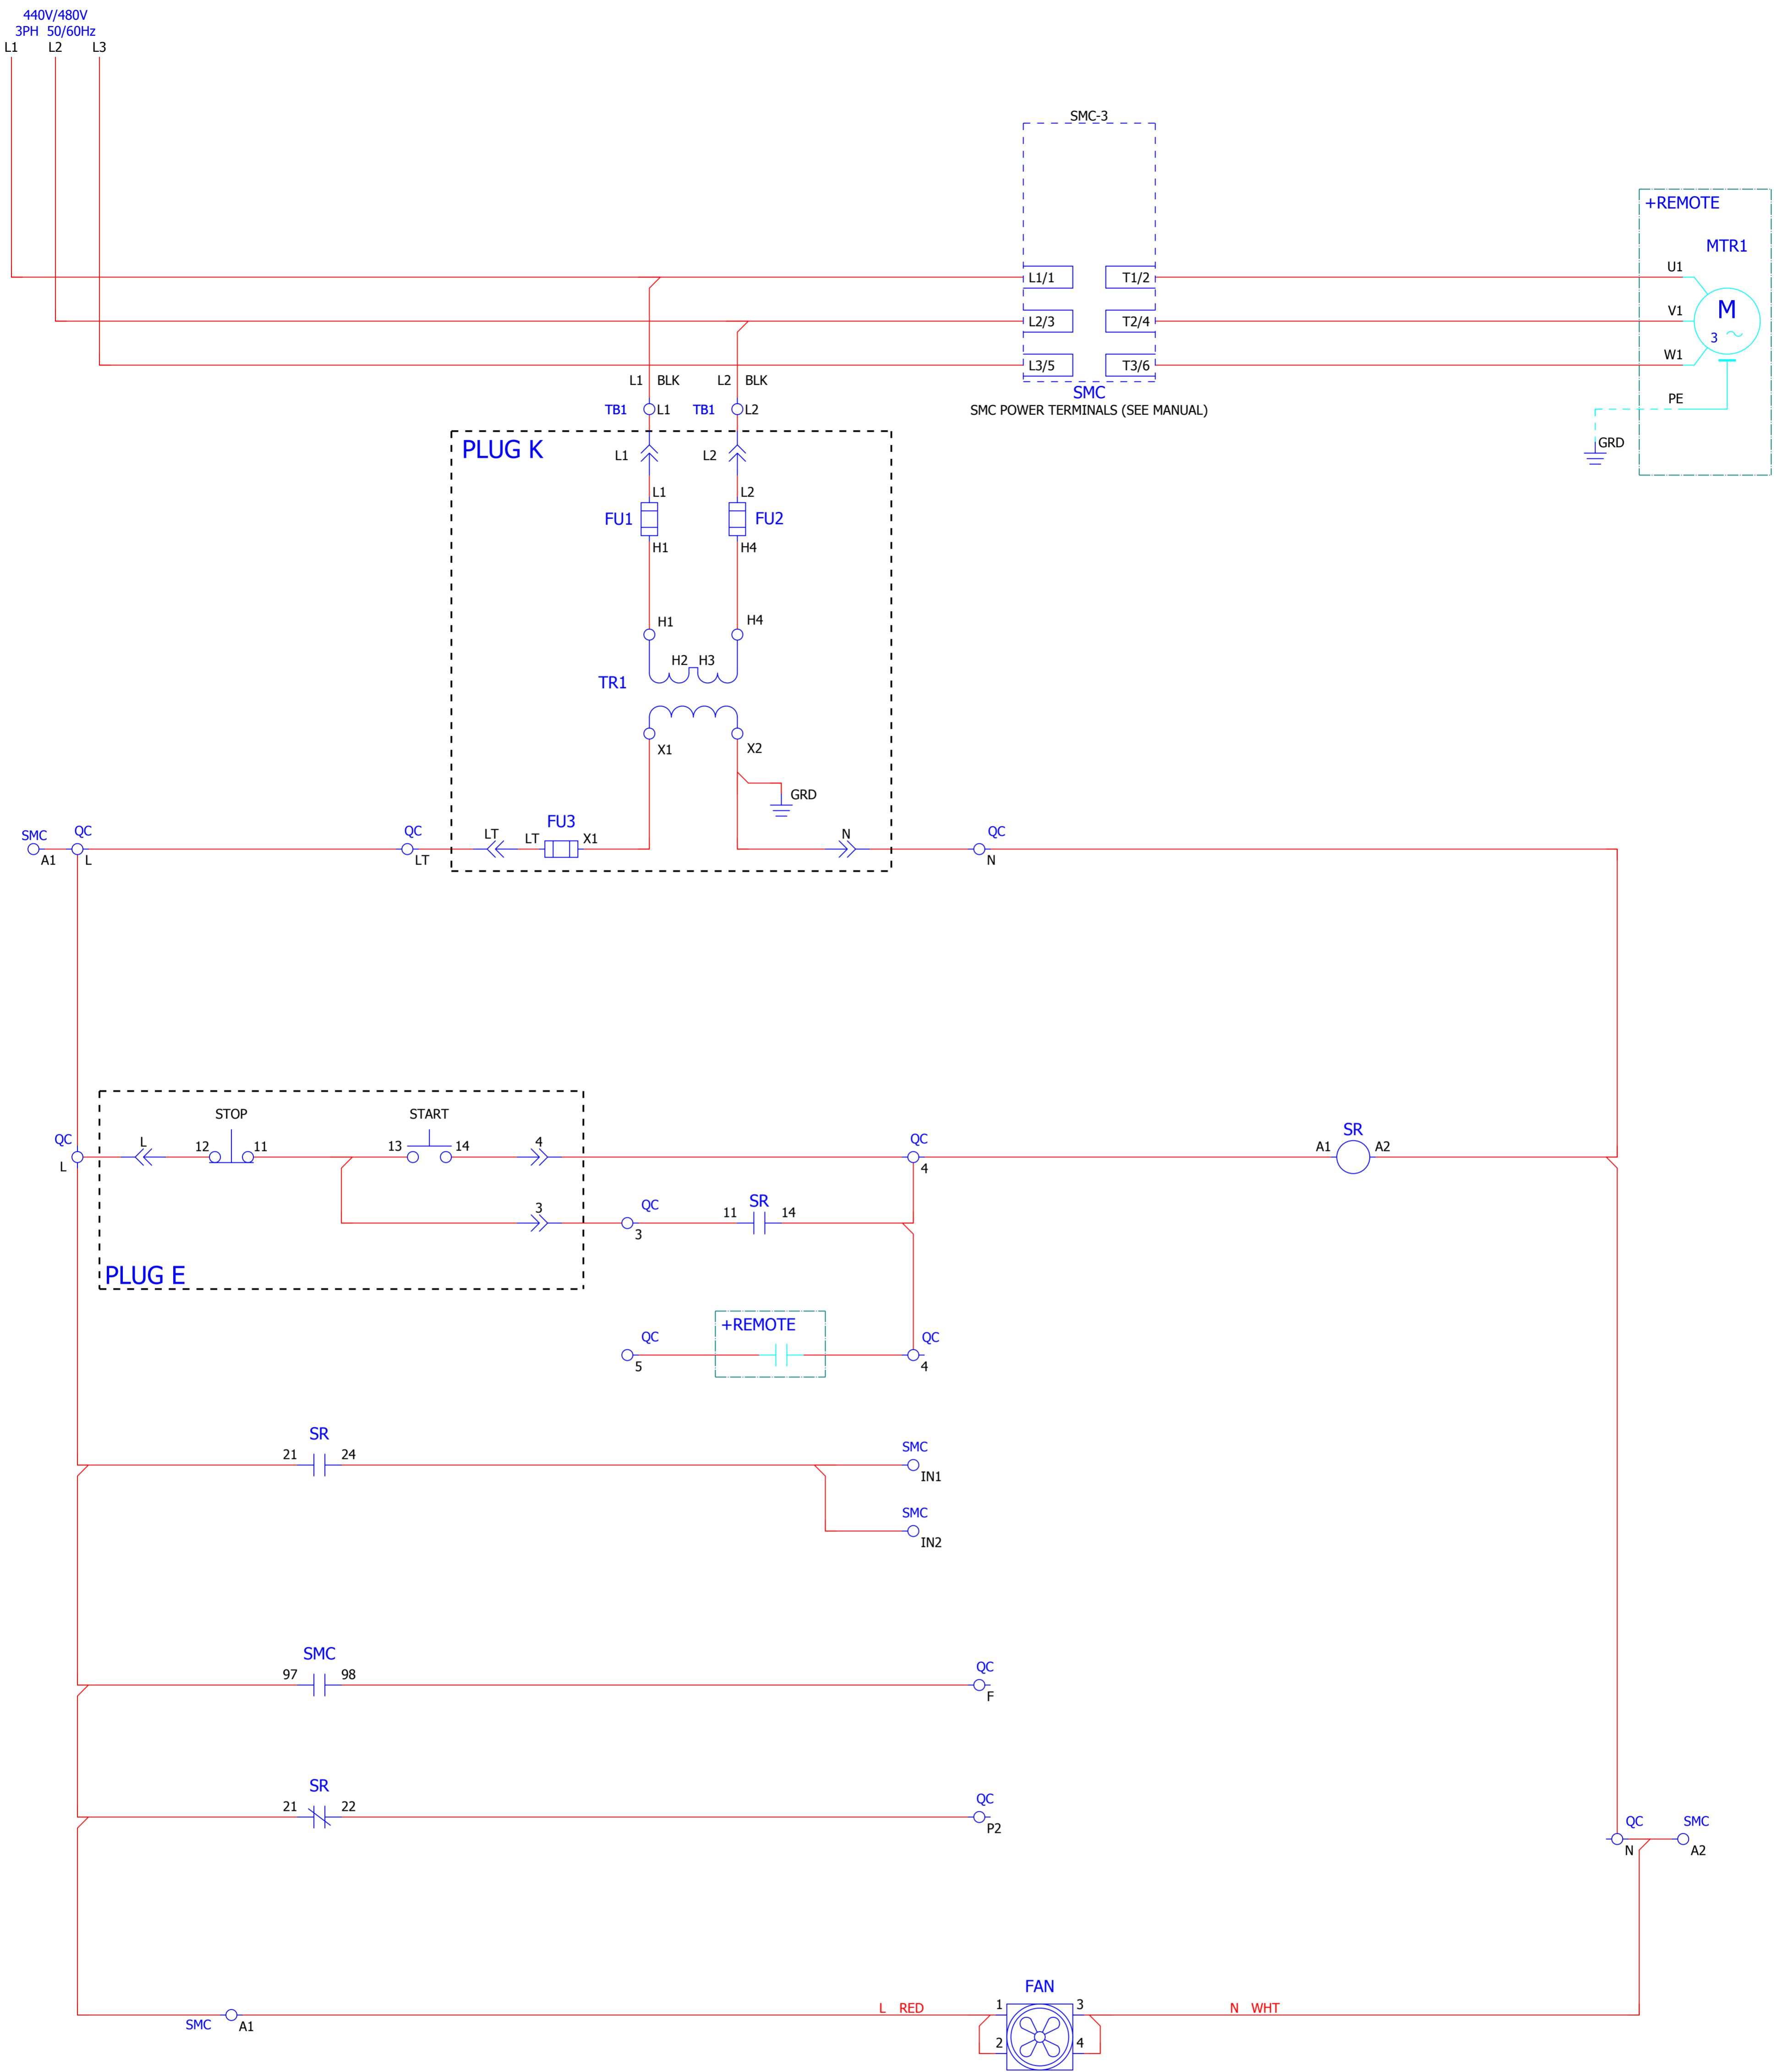 440V/480V
3PH 50/60Hz
L1 L2 L3
SMC-3
+REMOTE
MTR1
L1/1 T1/2 U1
M
3
L2/3 T2/4 V1
L3/5 T3/6 W1
SMC
SMC POWER TERMINALS (SEE MANUAL)
PE
GRD
L1 BLK L2 BLK
TB1 L1 TB1 L2
PLUG K
L1 L2
L1 L2
FU1 FU2
H1 H4
H1 H4
H2 H3
TR1
X1 X2
GRD
SMC QC QC LT LT FU3 X1 N QC
A1 L LT N
STOP START
QC L 12 11 13 14 4 QC A1 SR A2
L 4
3 QC 11 SR 14
3
PLUG E
+REMOTE
QC QC
5 4
SR
21 24 SMC
IN1
SMC
IN2
SMC
97 98 QC
F
SR
21 22 QC
P2
QC SMC
N A2
FAN
L RED 1 3 N WHT
SMC A1
2 4